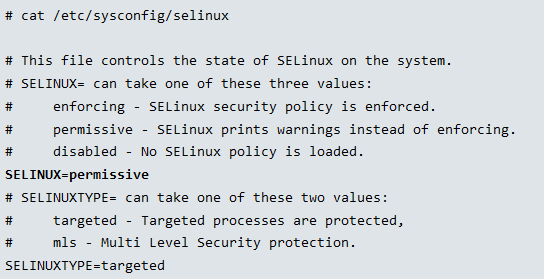 # cat /etc/sysconfig/selinux

# This file controls the state of SELinux on the system.
# SELINUX= can take one of these three values:
#     enforcing - SELinux security policy is enforced.
#     permissive - SELinux prints warnings instead of enforcing.
#     disabled - No SELinux policy is loaded.
SELINUX=permissive
# SELINUXTYPE= can take one of these two values:
#     targeted - Targeted processes are protected,
#     mls - Multi Level Security protection.
SELINUXTYPE=targeted